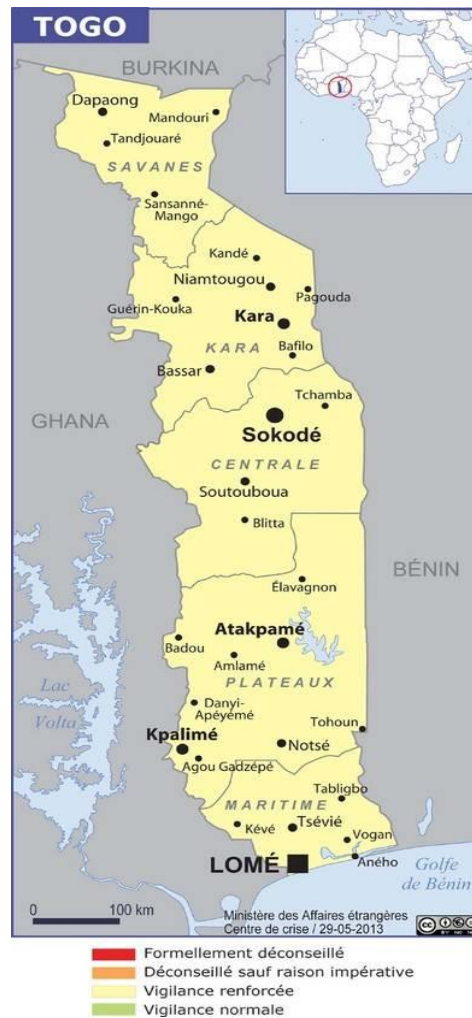 TOGO
BURKINA
Dapaong
Mandouri
Tandjouaré
SAVANES
Sansanné-
Mango
Kandé
Niamtougou
Pagouda
Guérin-Kouka
Kara
KARA
Bafilo
Bassar
Tchamba
GHANA
Sokodé
CENTRALE
Soutouboua
Blitta
BÉNIN
Élavagnon
Atakpamé
Badou
Amlamé
PLATEAUX
Lac
Volta
Danyi-
Apéyémé
Tohoun
Kpalimé
Notsé
Agou Gadzépé
Tabligbo
MARITIME
Kévé
Tsévié
Vogan
LOMÉ
Aného
Golfe
de Bénin
0 100 km
Ministère des Affaires étrangères
Centre de crise / 29-05-2013
Formellement déconseillé
Déconseillé sauf raison impérative
Vigilance renforcée
Vigilance normale